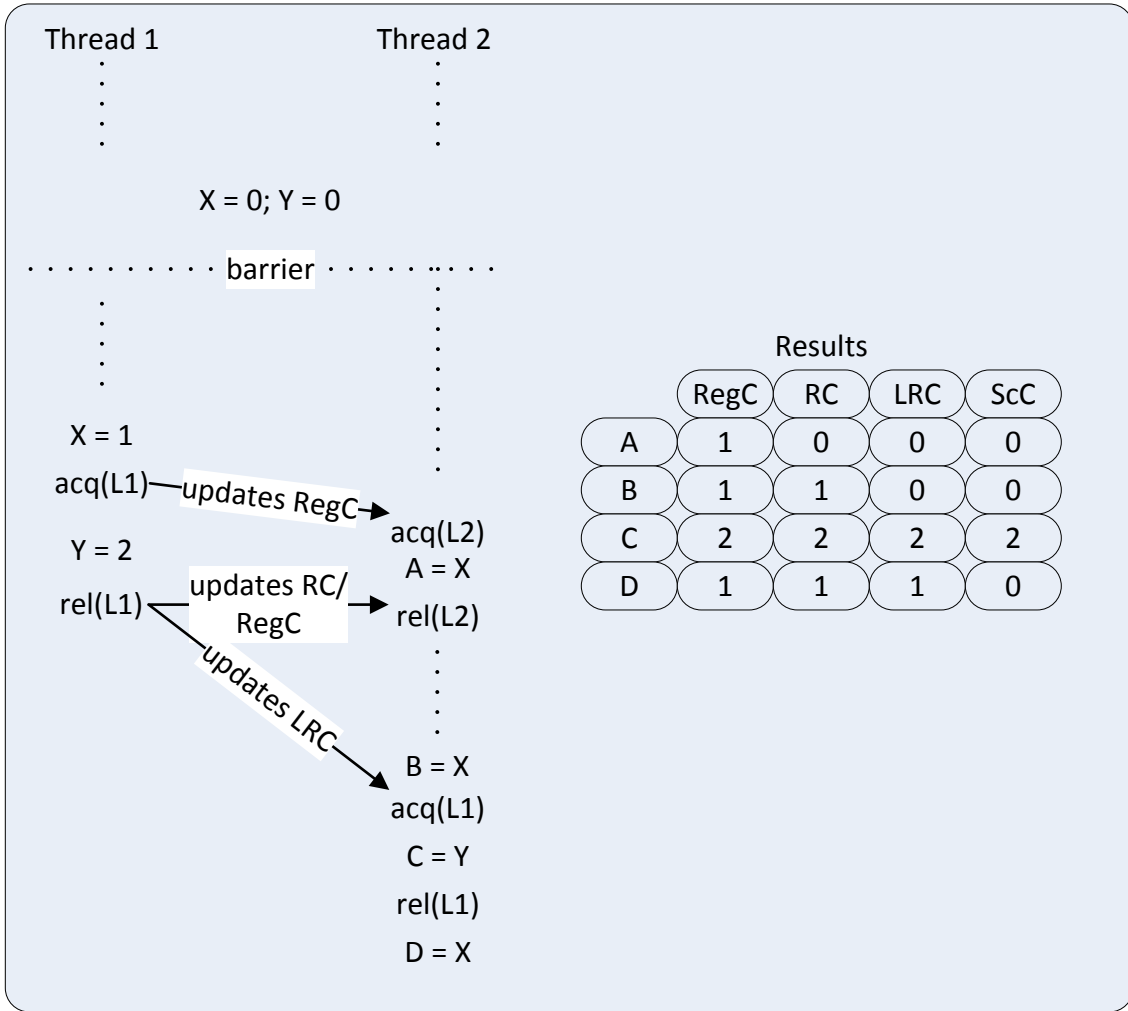 Thread 1 Thread 2
X = 0; Y = 0
barrier
X = 1
acq(L1)
updates RegC
Y = 2
acq(L2)
A = X
rel(L1)
updates RC/
RegC
rel(L2)
updates LRC
B = X
acq(L1)
C = Y
rel(L1)
D = X
Results
RegC RC LRC ScC
A 1 0 0 0
B 1 1 0 0
C 2 2 2 2
D 1 1 1 0